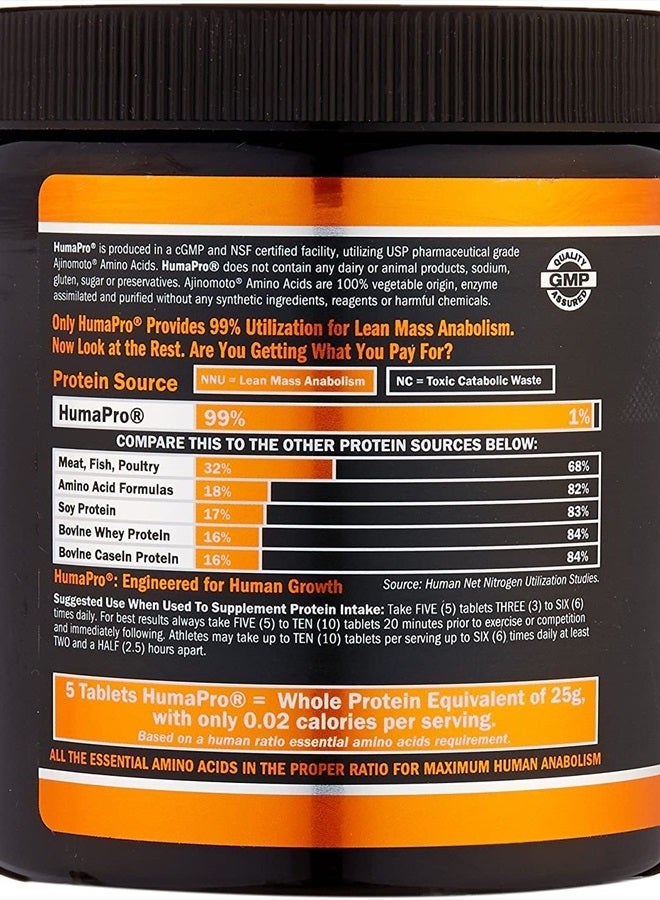 HumaPro® is produced in a cGMP and NSF certified facility, utilizing USP pharmaceutical grade
Ajinomoto® Amino Acids. HumaPro® does not contain any dairy or animal products, sodium,
gluten, sugar or preservatives. Ajinomoto® Amino Acids are 100% vegetable origin, enzyme
assimilated and purified without any synthetic ingredients, reagents or harmful chemicals.
QUALITY
GMP
ASSURED
Only HumaPro® Provides 99% Utilization for Lean Mass Anabolism.
Now Look at the Rest. Are You Getting What You Pay For?
Protein Source NNU = Lean Mass Anabolism NC = Toxic Catabolic Waste
HumaPro® 99% 1%
COMPARE THIS TO THE OTHER PROTEIN SOURCES BELOW:
Meat, Fish, Poultry 32% 68%
Amino Acid Formulas 18% 82%
Soy Protein 17% 83%
Bovine Whey Protein 16% 84%
Bovine Casein Protein 16% 84%
HumaPro®: Engineered for Human Growth Source: Human Net Nitrogen Utilization Studies.
Suggested Use When Used To Supplement Protein Intake: Take FIVE (5) tablets THREE (3) to SIX (6)
times daily. For best results always take FIVE (5) to TEN (10) tablets 20 minutes prior to exercise or competition
and immediately following. Athletes may take up to TEN (10) tablets per serving up to SIX (6) times daily at least
TWO and a HALF (2.5) hours apart.
5 Tablets HumaPro® = Whole Protein Equivalent of 25g,
with only 0.02 calories per serving.
Based on a human ratio essential amino acids requirement.
ALL THE ESSENTIAL AMINO ACIDS IN THE PROPER RATIO FOR MAXIMUM HUMAN ANABOLISM